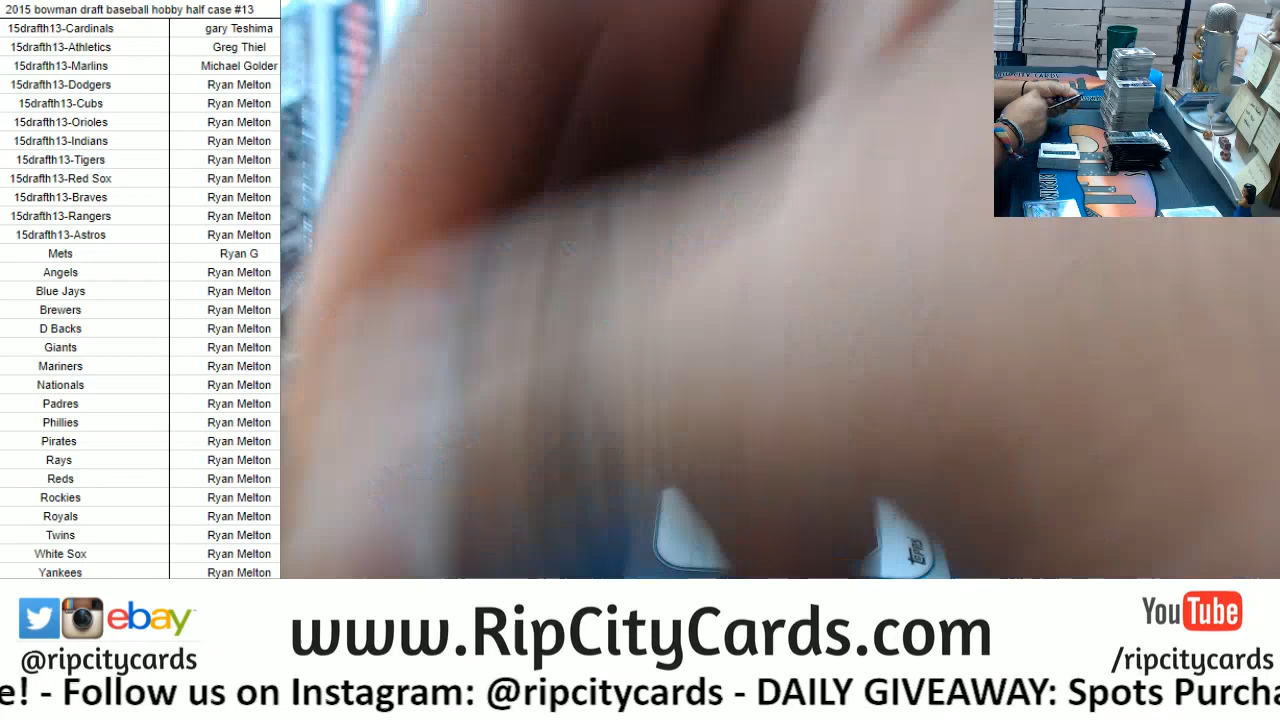 2015 bowman draft baseball hobby half case #13
15drafth13-Cardinals gary Teshima
15drafth13-Athletics Greg Thiel
15drafth13-Marlins Michael Golder
15drafth13-Dodgers Ryan Melton
15drafth13-Cubs Ryan Melton
15drafth13-Orioles Ryan Melton
15drafth13-Indians Ryan Melton
15drafth13-Tigers Ryan Melton
15drafth13-Red Sox Ryan Melton
15drafth13-Braves Ryan Melton
15drafth13-Rangers Ryan Melton
15drafth13-Astros Ryan Melton
Mets Ryan G
Angels Ryan Melton
Blue Jays Ryan Melton
Brewers Ryan Melton
D Backs Ryan Melton
Giants Ryan Melton
Mariners Ryan Melton
Nationals Ryan Melton
Padres Ryan Melton
Phillies Ryan Melton
Pirates Ryan Melton
Rays Ryan Melton
Reds Ryan Melton
Rockies Ryan Melton
Royals Ryan Melton
Twins Ryan Melton
White Sox Ryan Melton
Yankees Ryan Melton
topps
ebay
@ripcitycards
www.RipCityCards.com
YouTube
/ripcitycards
e! - Follow us on Instagram: @ripcitycards - DAILY GIVEAWAY: Spots Purcha